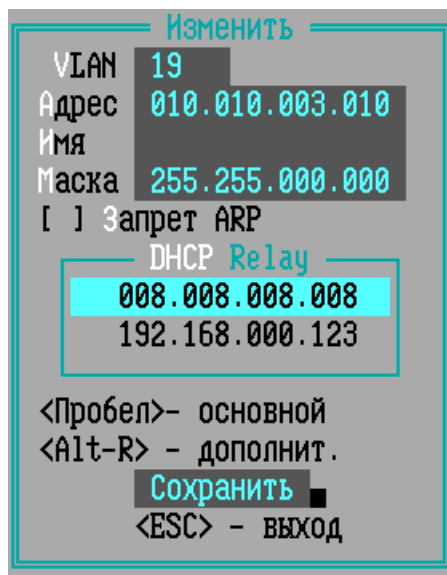 Изменить
VLAN 19
Адрес 010.010.003.010
Имя
Маска 255.255.000.000
[ ] Запрет ARP
DHCP Relay
008.008.008.008
192.168.000.123
<Пробел>- основной
<Alt-R> - дополнит.
Сохранить
<ESC> - выход